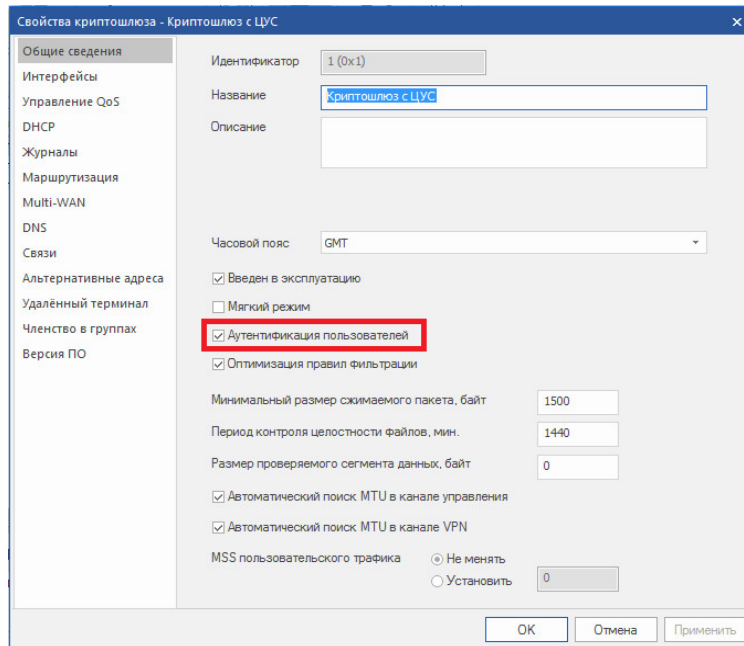 Свойства криптошлюза - Криптошлюз с ЦУС
Общие сведения
Интерфейсы
Управление QoS
DHCP
Журналы
Маршрутизация
Multi-WAN
DNS
Связи
Альтернативные адреса
Удалённый терминал
Членство в группах
Версия ПО
Идентификатор 1 (0x1)
Название Криптошлюз с ЦУС
Описание
Часовой пояс GMT
Введен в эксплуатацию
Мягкий режим
Аутентификация пользователей
Оптимизация правил фильтрации
Минимальный размер сжимаемого пакета, байт 1500
Период контроля целостности файлов, мин. 1440
Размер проверяемого сегмента данных, байт 0
Автоматический поиск MTU в канале управления
Автоматический поиск MTU в канале VPN
MSS пользовательского трафика Не менять
Установить 0
OK Отмена Применить